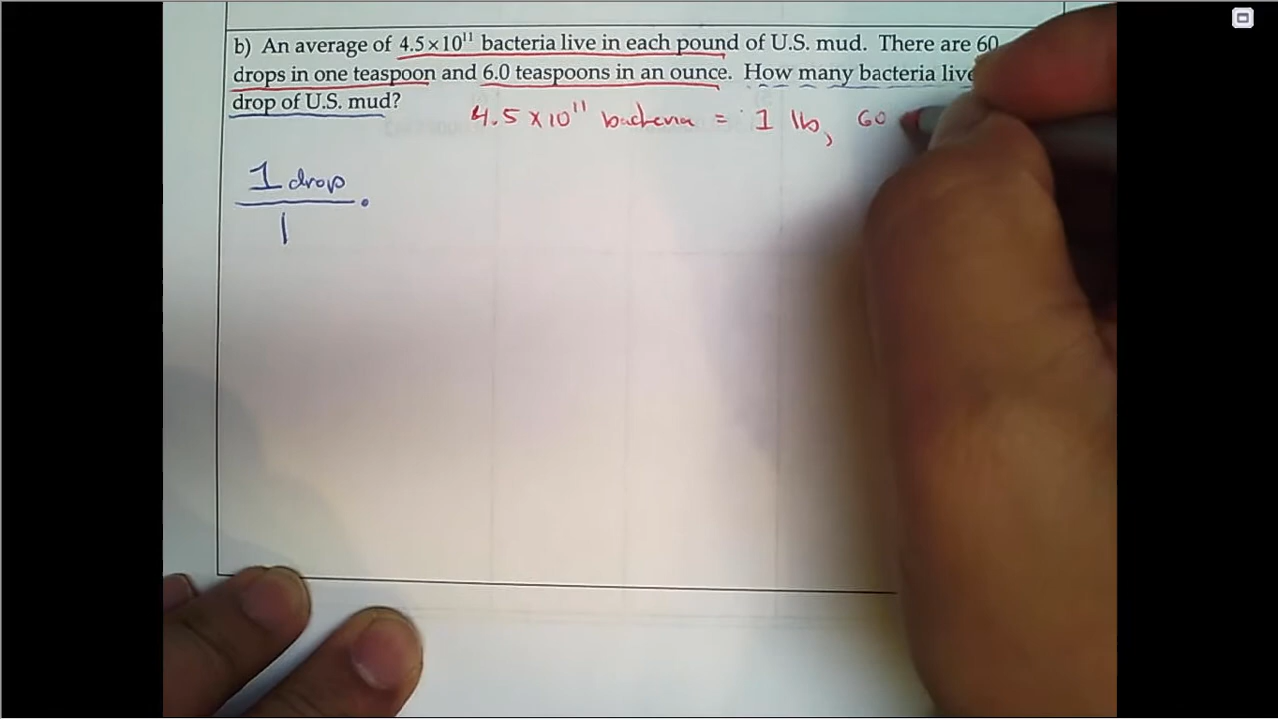 b) An average of 4.5×10¹¹ bacteria live in each pound of U.S. mud. There are 60
drops in one teaspoon and 6.0 teaspoons in an ounce. How many bacteria live
drop of U.S. mud?
4.5 x 10¹¹ bacteria = 1 lb, 60
1 drop
1